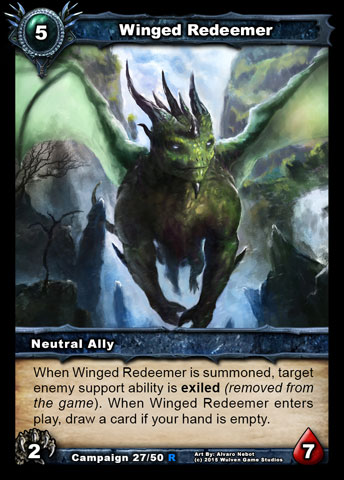 5
Winged Redeemer
Neutral Ally
When Winged Redeemer is summoned, target
enemy support ability is exiled (removed from
the game). When Winged Redeemer enters
play, draw a card if your hand is empty.
2
Campaign 27/50 R
Art By: Alvaro Nebot
(c) 2015 Wulven Game Studios
7